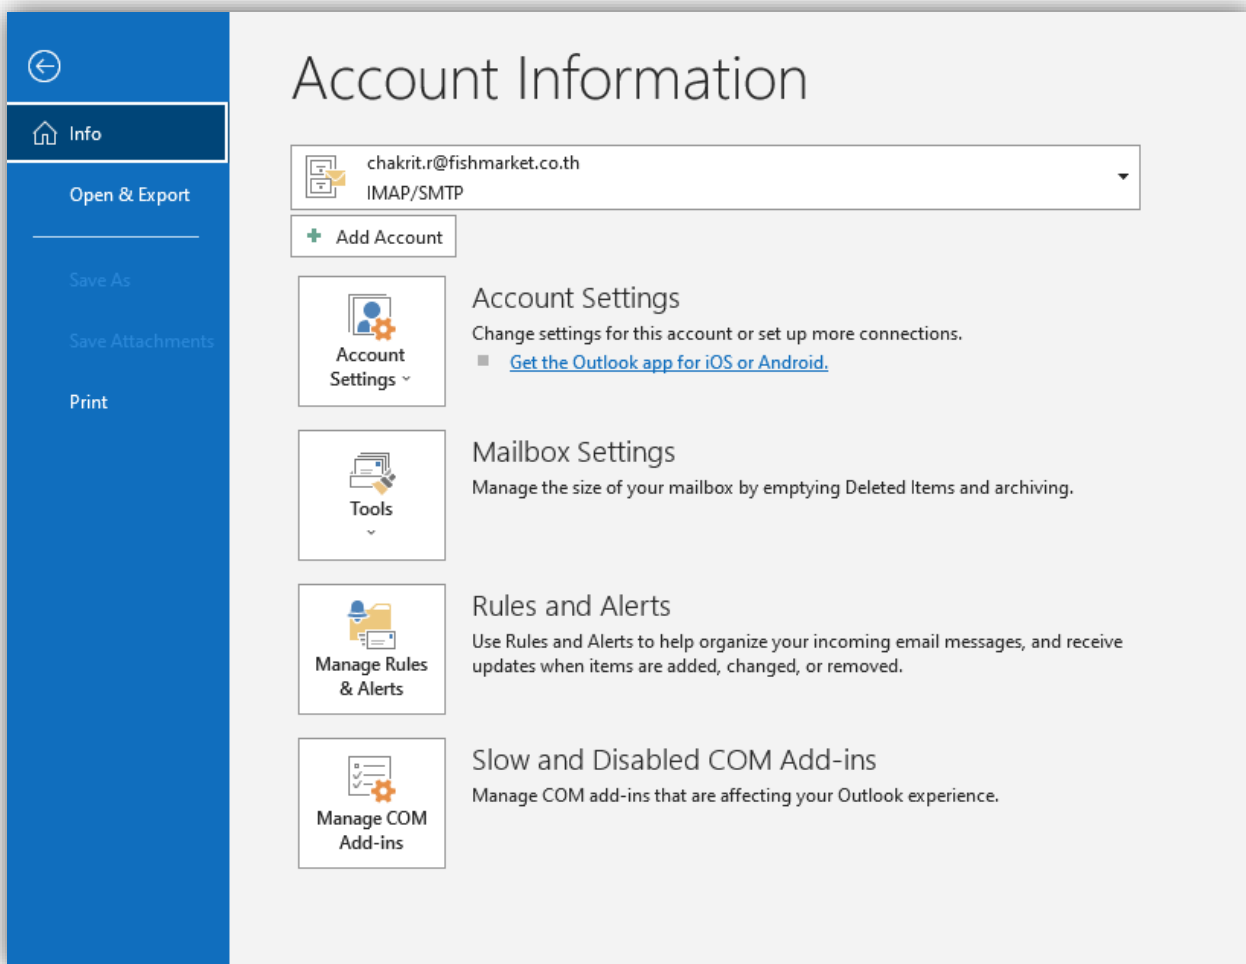 Account Information
Info
Open & Export
Save As
Save Attachments
Print
chakrit.r@fishmarket.co.th
IMAP/SMTP
Add Account
Account
Settings
Account Settings
Change settings for this account or set up more connections.
Get the Outlook app for iOS or Android.
Tools
Mailbox Settings
Manage the size of your mailbox by emptying Deleted Items and archiving.
Manage Rules
& Alerts
Rules and Alerts
Use Rules and Alerts to help organize your incoming email messages, and receive
updates when items are added, changed, or removed.
Manage COM
Add-ins
Slow and Disabled COM Add-ins
Manage COM add-ins that are affecting your Outlook experience.